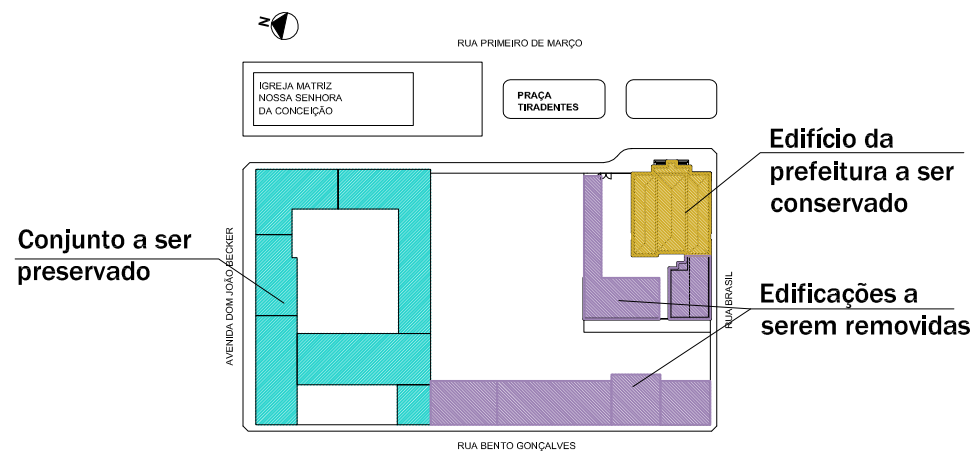 N
RUA PRIMEIRO DE MARÇO
IGREJA MATRIZ
NOSSA SENHORA
DA CONCEIÇÃO
PRAÇA
TIRADENTES
Edifício da
prefeitura a ser
conservado
Conjunto a ser
preservado
AVENIDA DOM JOÃO BECKER
RUA BRASIL
Edificações a
serem removidas
RUA BENTO GONÇALVES